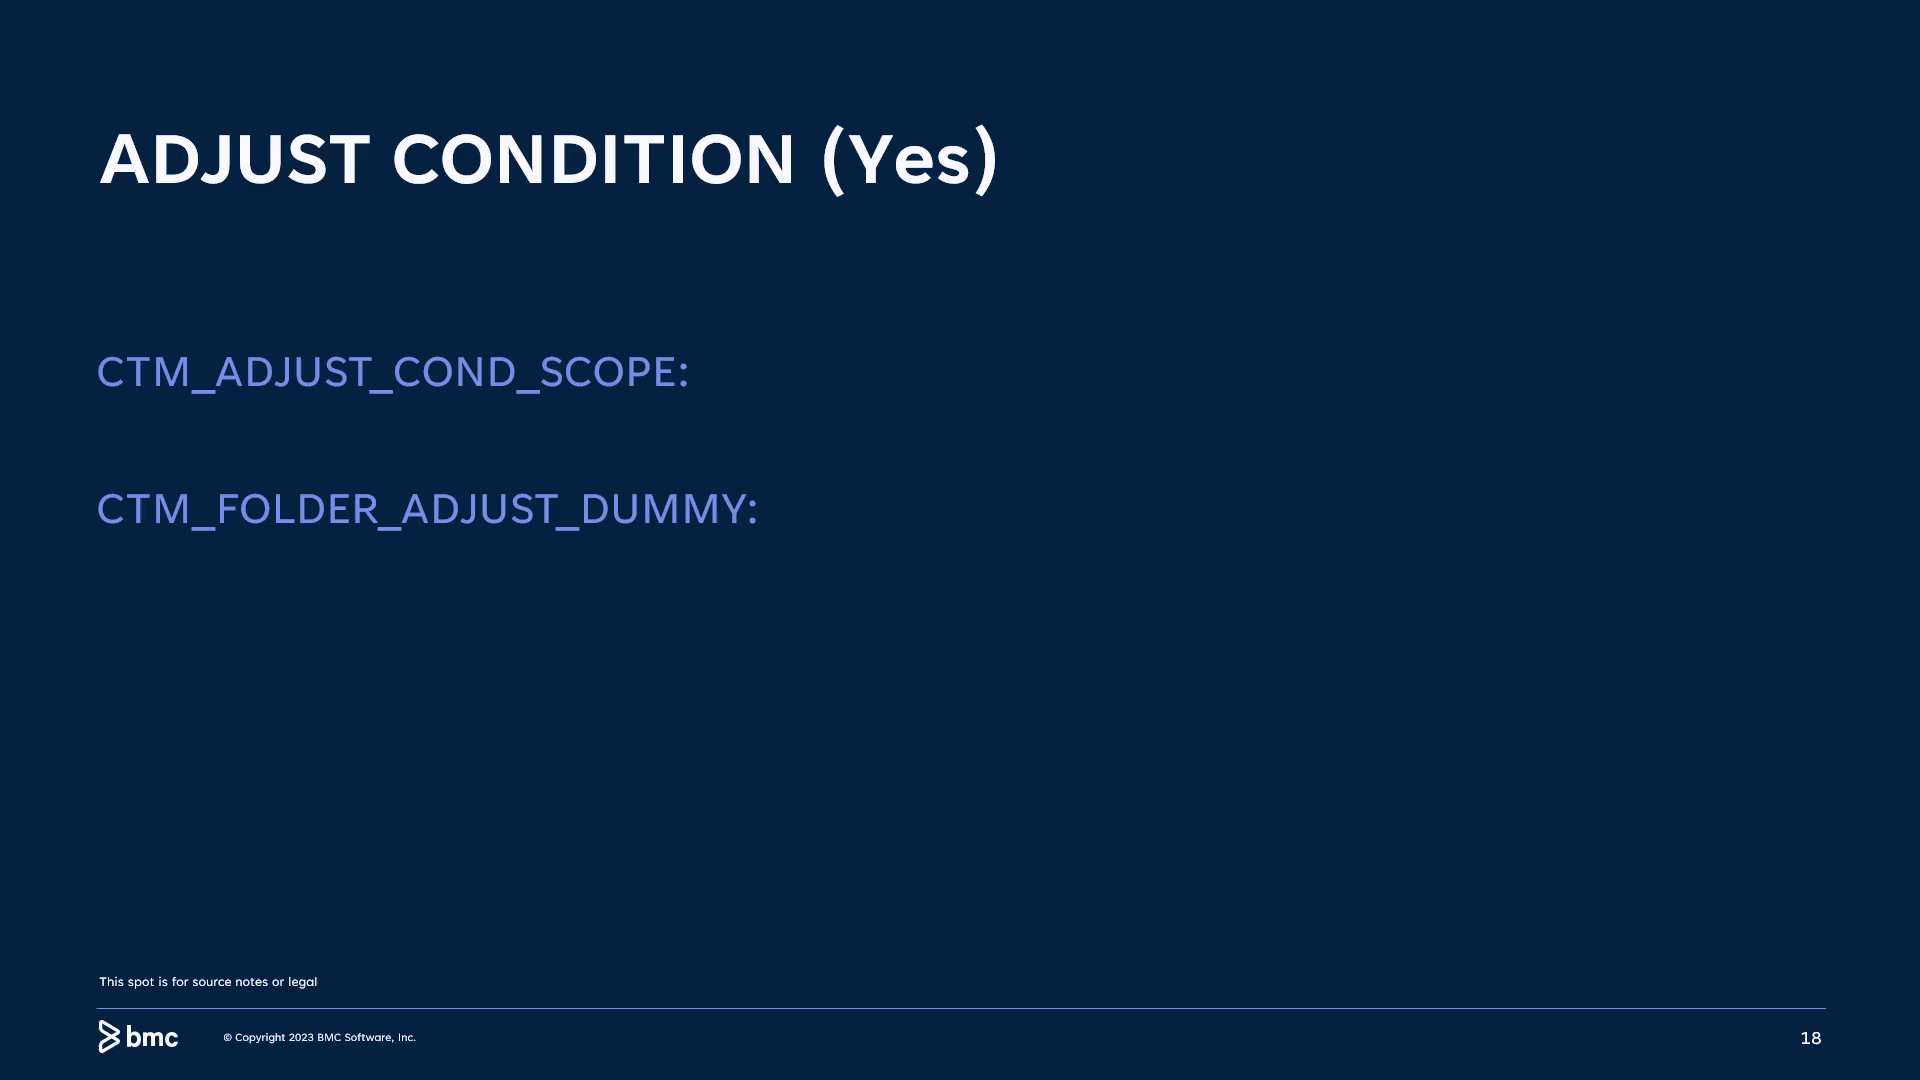 ADJUST CONDITION (Yes)
CTM_ADJUST_COND_SCOPE:
CTM_FOLDER_ADJUST_DUMMY:
This spot is for source notes or legal
bmc
© Copyright 2023 BMC Software, Inc.
18